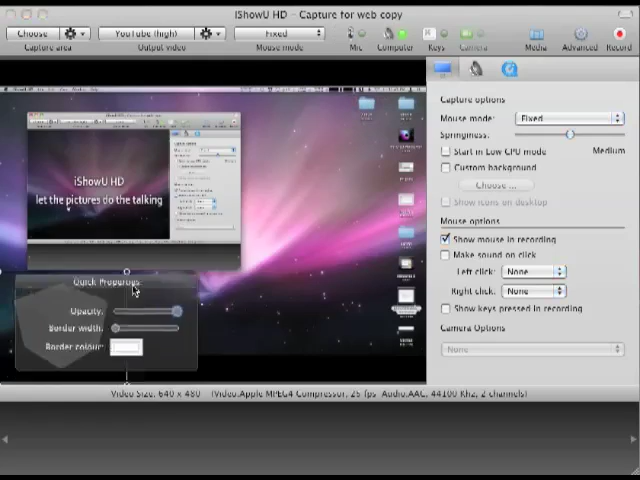 iShowU HD – Capture for web copy
Choose YouTube (high) Fixed
Capture area Output video Mouse mode Mic Computer Keys Camera Media Advanced Record
Capture options
Mouse mode: Fixed
Springiness:
Start in Low CPU mode Medium
Custom background
Choose ...
Show icons on desktop
Mouse options
Show mouse in recording
Make sound on click
Left click: None
Right click: None
Show keys pressed in recording
Camera Options
None
iShowU HD
let the pictures do the talking
Quick Properties
Opacity:
Border width:
Border colour:
Video Size: 640 x 480 (Video:Apple MPEG4 Compressor, 25 fps Audio:AAC, 44100 Khz, 2 channels)